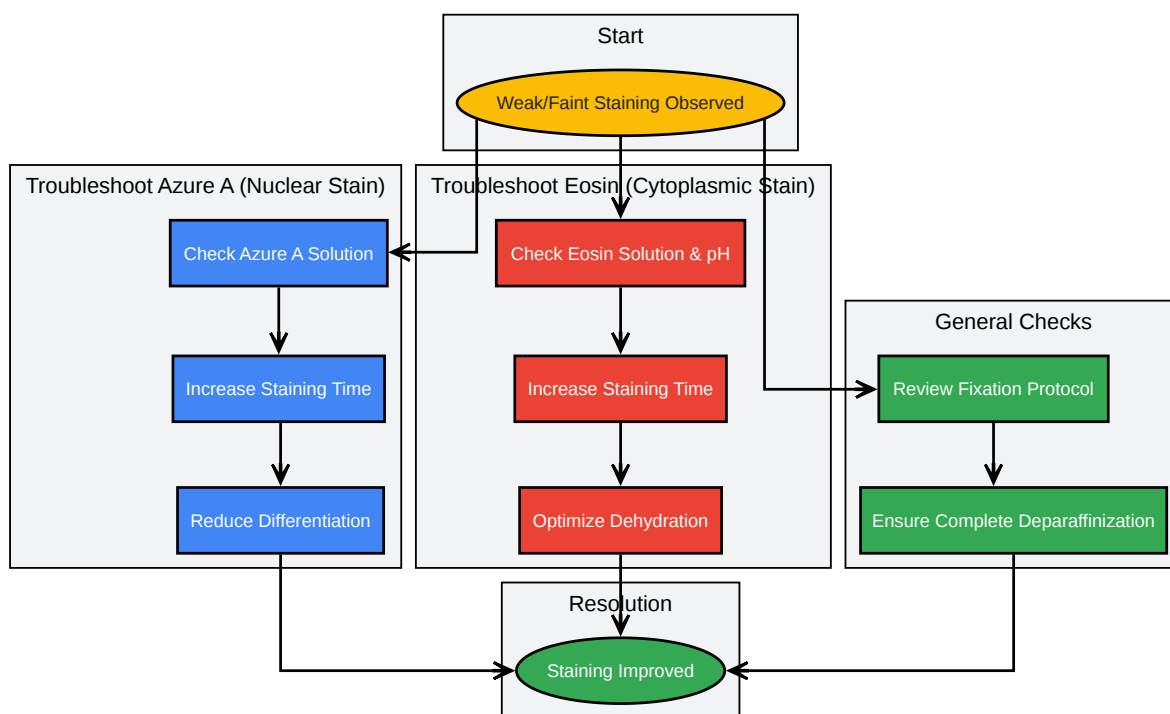 Start
Weak/Faint Staining Observed
Troubleshoot Azure A (Nuclear Stain)
Troubleshoot Eosin (Cytoplasmic Stain)
Check Azure A Solution
Check Eosin Solution & pH
General Checks
Increase Staining Time
Increase Staining Time
Review Fixation Protocol
Reduce Differentiation
Optimize Dehydration
Ensure Complete Deparaffinization
Resolution
Staining Improved